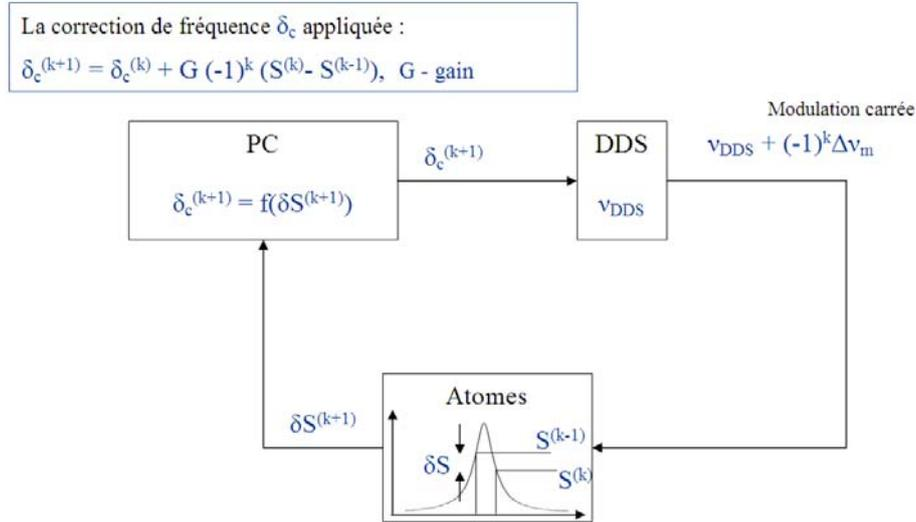 La correction de fréquence δc appliquée :
δc^(k+1) = δc^(k) + G (-1)^k (S^(k)- S^(k-1)),  G - gain
Modulation carrée
PC
δc^(k+1)
DDS
νDDS + (-1)^kΔνm
δc^(k+1) = f(δS^(k+1))
νDDS
Atomes
δS^(k+1)
S^(k-1)
δS
S^(k)